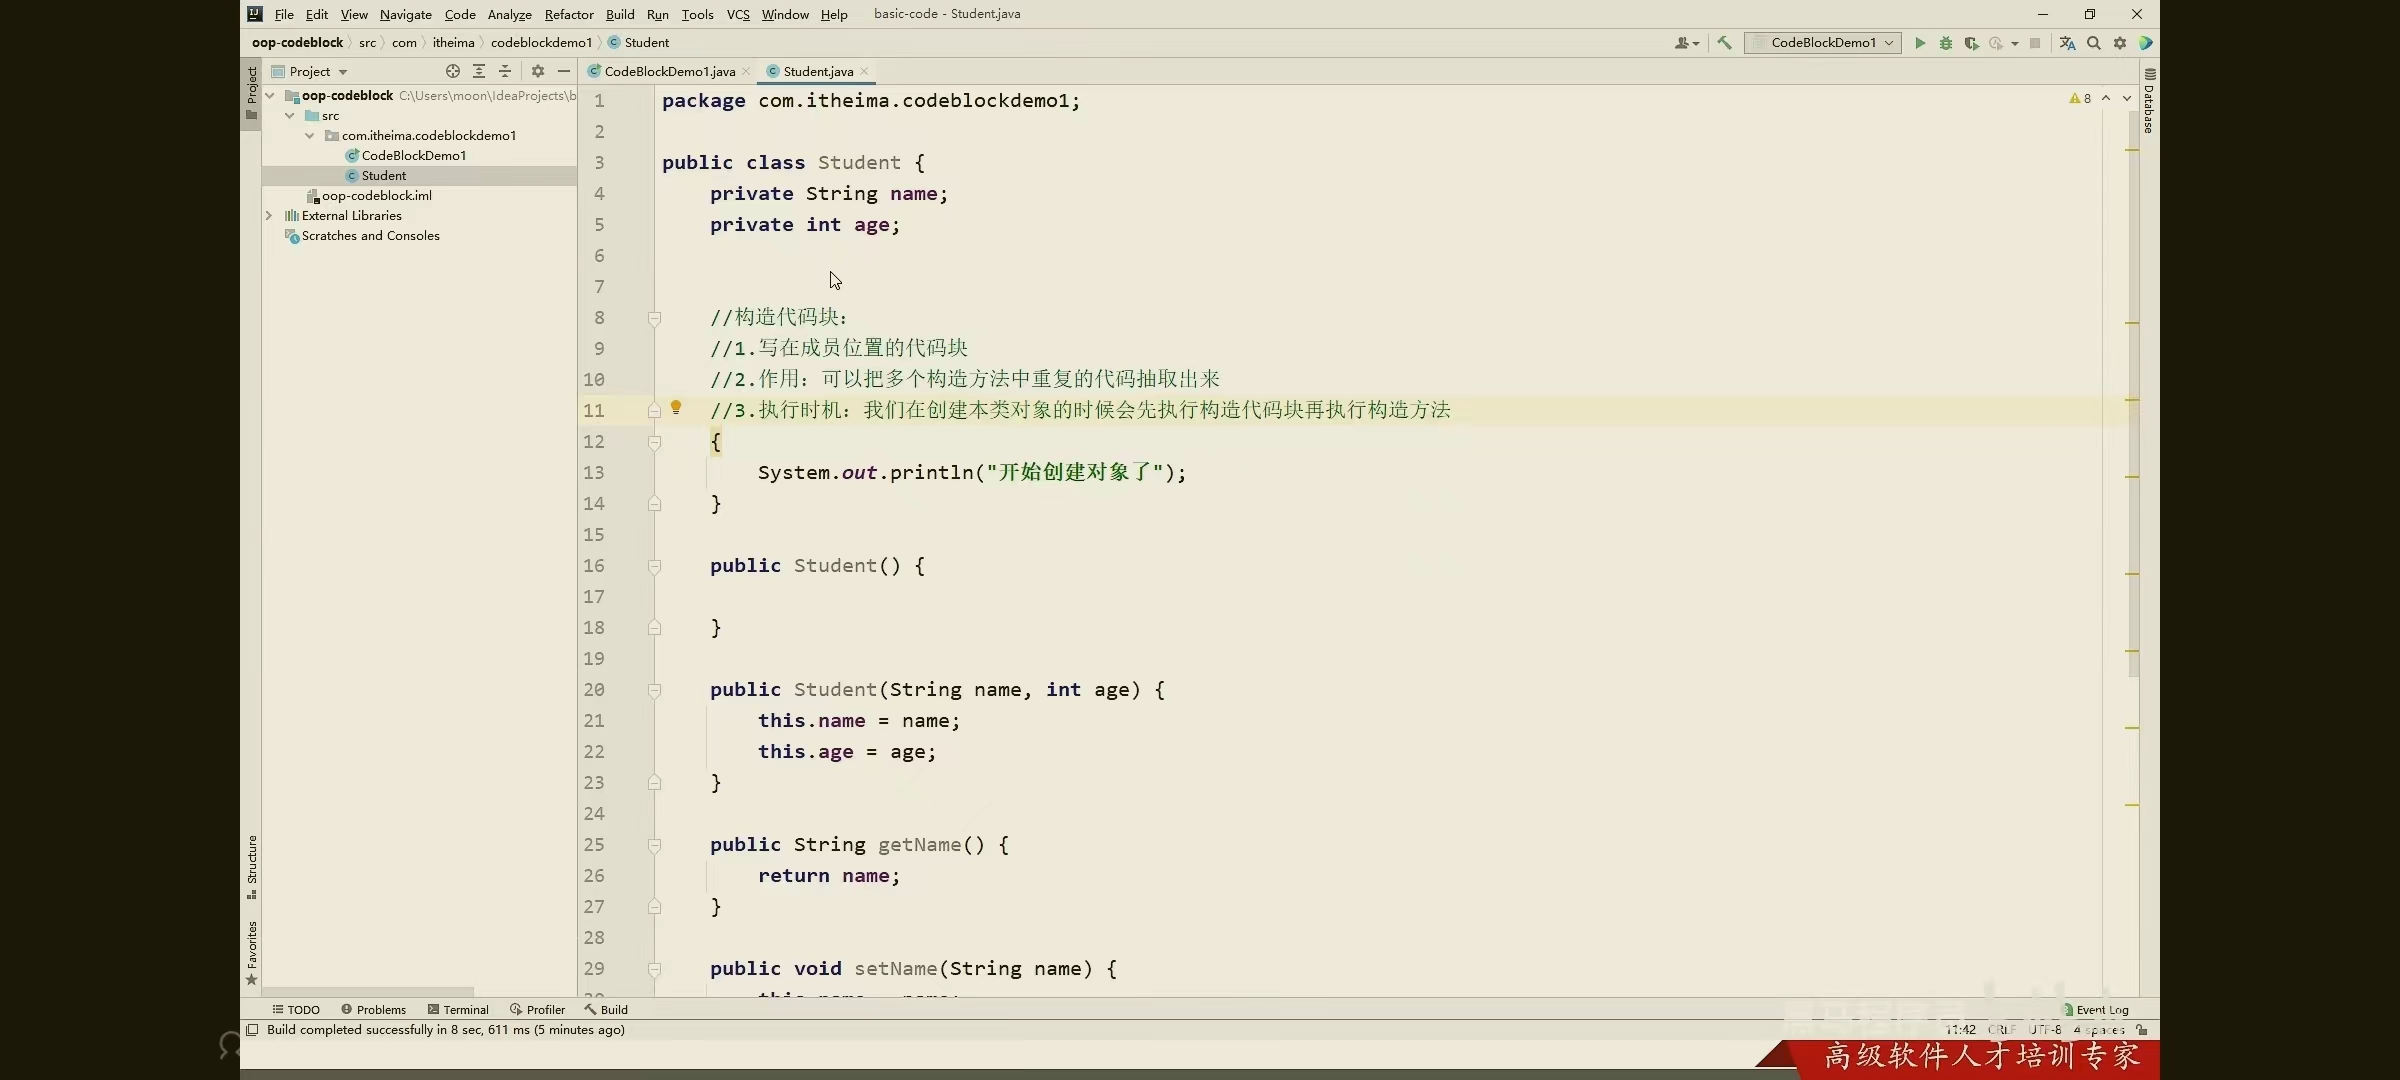 File Edit View Navigate Code Analyze Refactor Build Run Tools VCS Window Help basic-code - Student.java
oop-codeblock src com itheima codeblockdemo1 Student CodeBlockDemo1
Project CodeBlockDemo1.java Student.java
Project
oop-codeblock C:\Users\moon\IdeaProjects\b
src
com.itheima.codeblockdemo1
CodeBlockDemo1
Student
oop-codeblock.iml
External Libraries
Scratches and Consoles
Structure
Favorites
8
Database
1 package com.itheima.codeblockdemo1;
2
3 public class Student {
4 private String name;
5 private int age;
6
7
8 //构造代码块：
9 //1.写在成员位置的代码块
10 //2.作用：可以把多个构造方法中重复的代码抽取出来
11 //3.执行时机：我们在创建本类对象的时候会先执行构造代码块再执行构造方法
12 {
13 System.out.println("开始创建对象了");
14 }
15
16 public Student() {
17
18 }
19
20 public Student(String name, int age) {
21 this.name = name;
22 this.age = age;
23 }
24
25 public String getName() {
26 return name;
27 }
28
29 public void setName(String name) {
TODO Problems Terminal Profiler Build Event Log
Build completed successfully in 8 sec, 611 ms (5 minutes ago) 11:42 CRLF UTF-8 4 spaces
高级软件人才培训专家